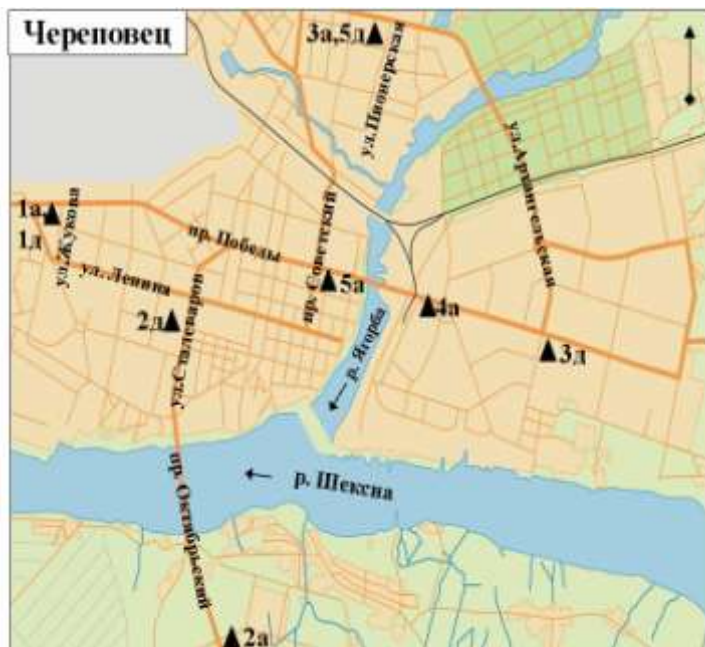 Череповец
3а,5д
ул.Пионерская
ул.Архангельская
1а,
1д
ул.Жукова
пр. Победы
пр. Советский
ул. Ленина
5а
4а
2д
ул.Сталеваров
р. Ягорба
3д
р. Шексна
пр. Октябрьский
2а